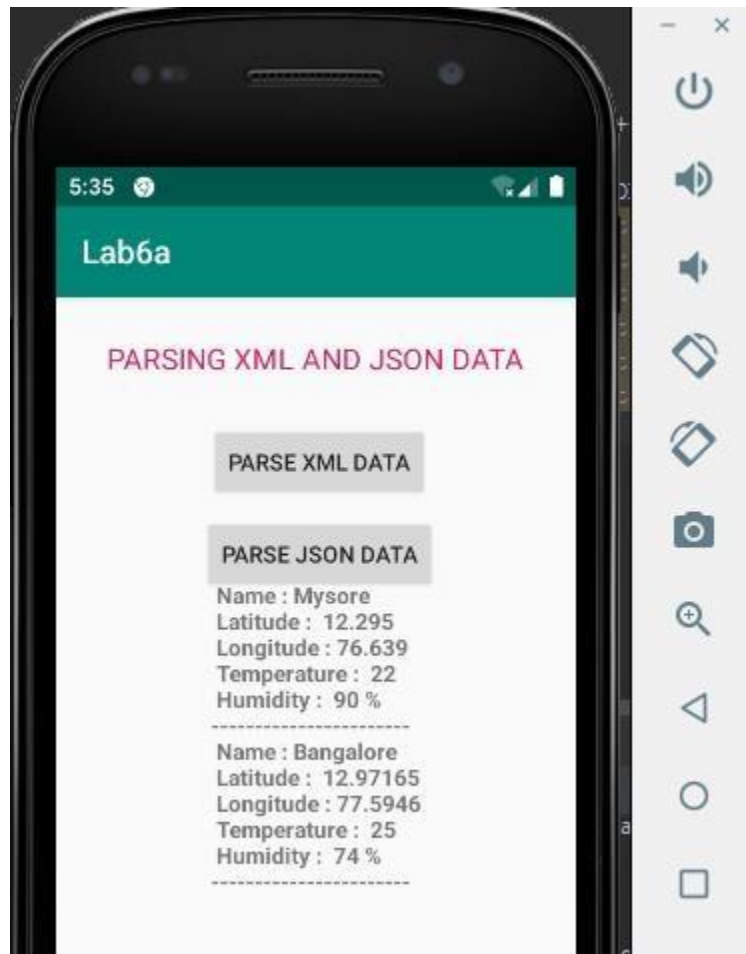 5:35
Lab6a
PARSING XML AND JSON DATA
PARSE XML DATA
PARSE JSON DATA
Name : Mysore
Latitude : 12.295
Longitude : 76.639
Temperature : 22
Humidity : 90 %
-----------------------
Name : Bangalore
Latitude : 12.97165
Longitude : 77.5946
Temperature : 25
Humidity : 74 %
-----------------------